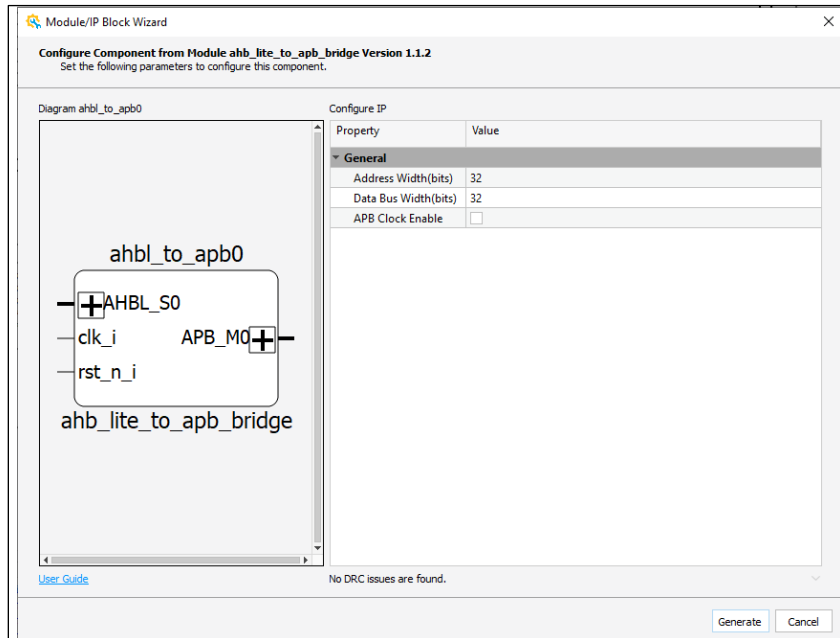 Module/IP Block Wizard
Configure Component from Module ahb_lite_to_apb_bridge Version 1.1.2
Set the following parameters to configure this component.
Diagram ahbl_to_apb0
Configure IP
Property Value
General
Address Width(bits) 32
Data Bus Width(bits) 32
APB Clock Enable
ahbl_to_apb0
AHBL_S0
clk_i APB_M0
rst_n_i
ahb_lite_to_apb_bridge
User Guide
No DRC issues are found.
Generate Cancel